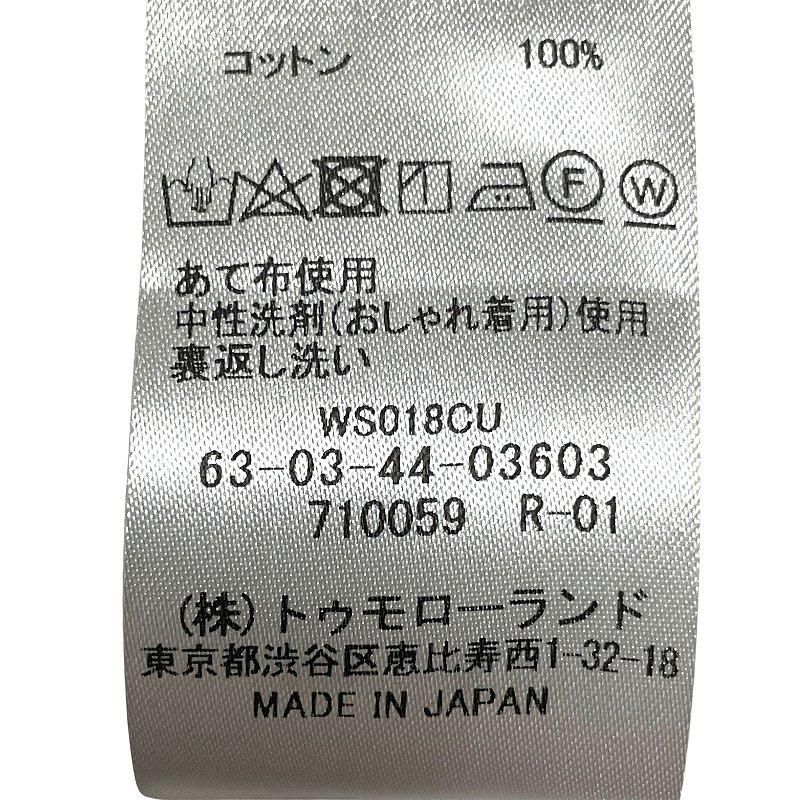 コットン 100%
F W
あて布使用
中性洗剤(おしゃれ着用)使用
裏返し洗い
WS018CU
63-03-44-03603
710059 R-01
(株)トゥモローランド
東京都渋谷区恵比寿西1-32-18
MADE IN JAPAN